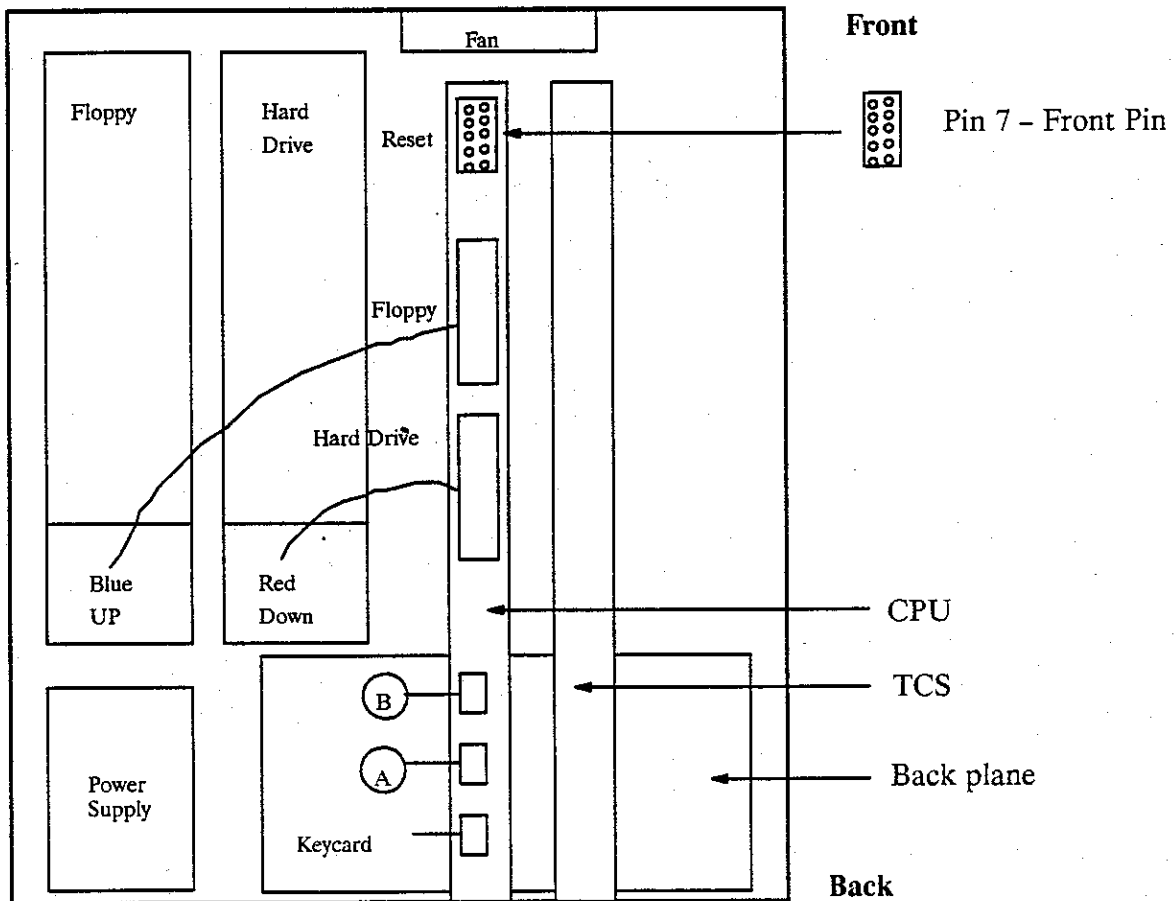 Fan
Front
Floppy
Hard
Drive
Reset
Pin 7 – Front Pin
Floppy
Hard Drive
Blue
UP
Red
Down
CPU
B
TCS
A
Power
Supply
Back plane
Keycard
Back